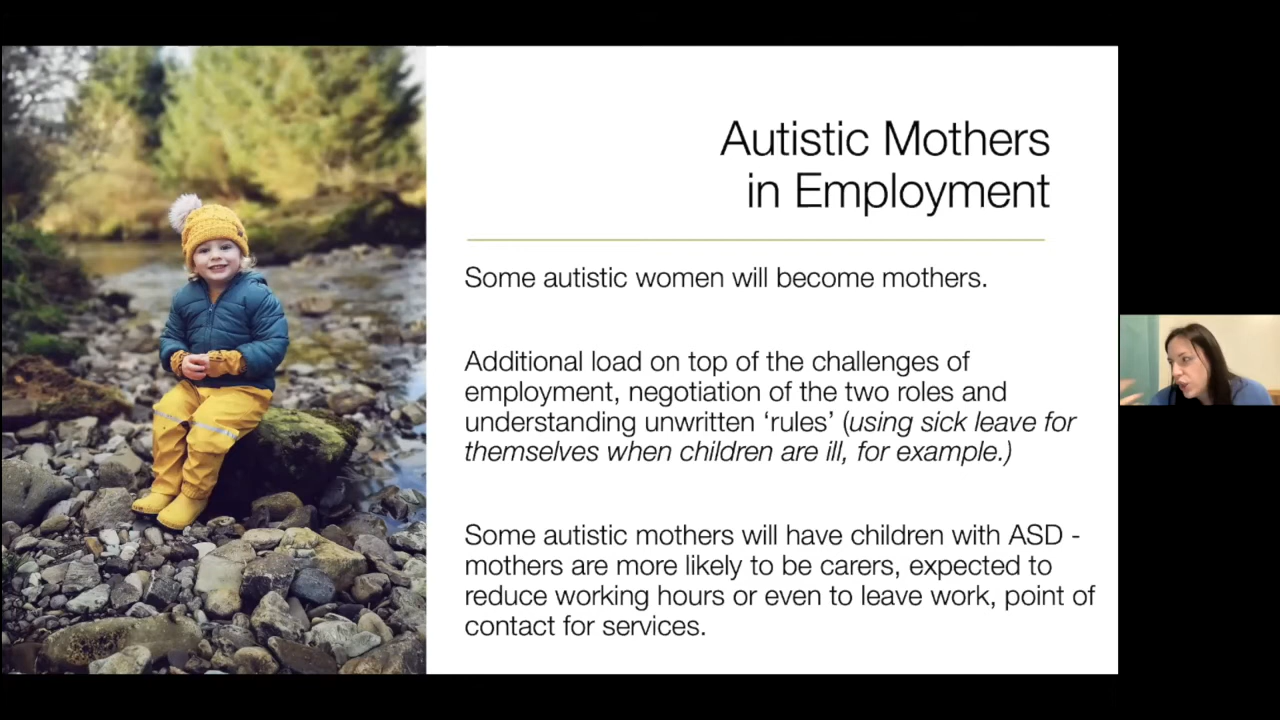 Autistic Mothers
in Employment
Some autistic women will become mothers.
Additional load on top of the challenges of
employment, negotiation of the two roles and
understanding unwritten ‘rules’ (using sick leave for
themselves when children are ill, for example.)
Some autistic mothers will have children with ASD -
mothers are more likely to be carers, expected to
reduce working hours or even to leave work, point of
contact for services.